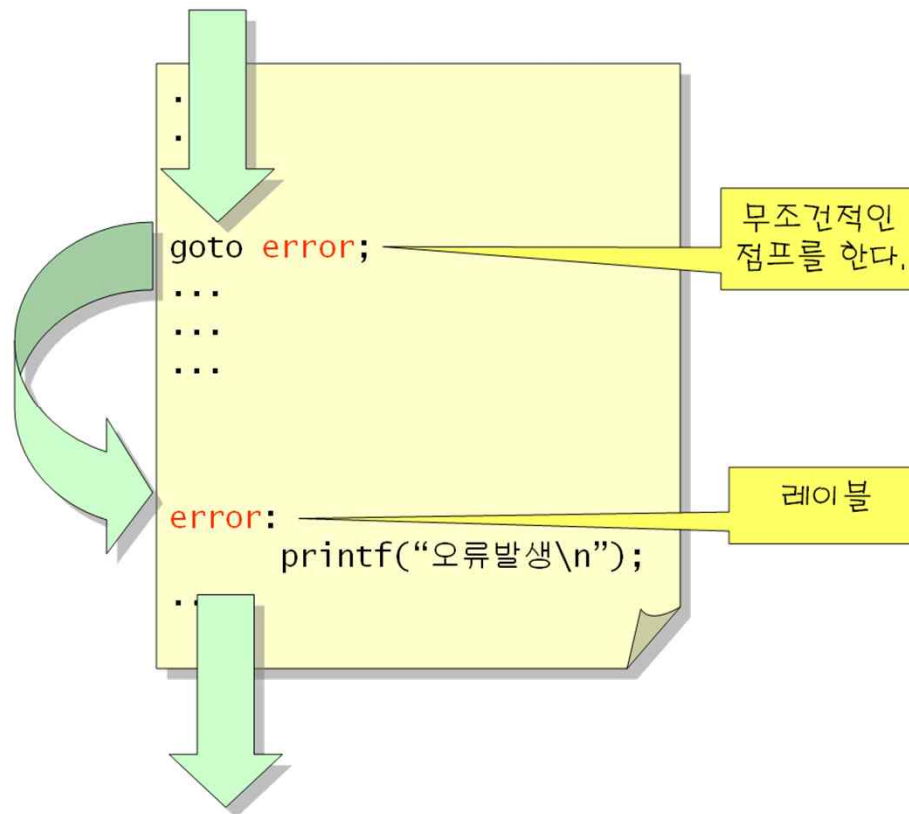 .
.
goto error;
무조건적인
점프를 한다.
...
...
...
error:
레이블
printf(“오류발생\n”);
..